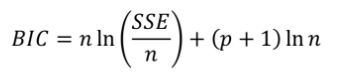 BIC = n ln(SSE/n) + (p + 1) ln n